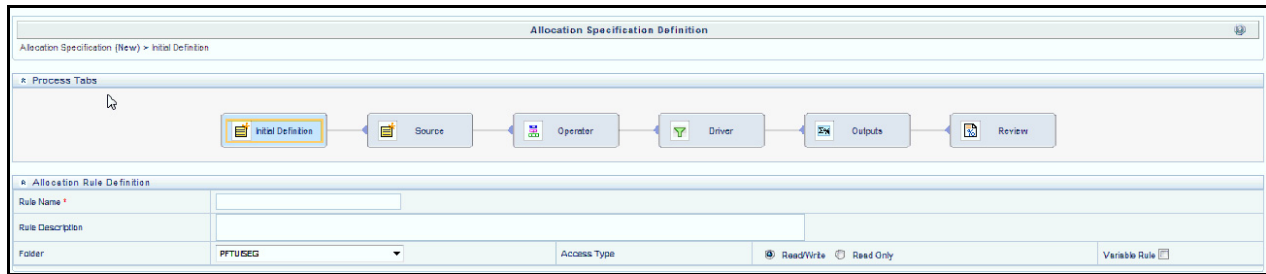 Allocation Specification Definition
Allocation Specification (New) > Initial Definition
Process Tabs
Initial Definition
Source
Operator
Driver
Outputs
Review
Allocation Rule Definition
Rule Name *
Rule Description
Folder PFTUISEG Access Type Read/Write Read Only Variable Rule